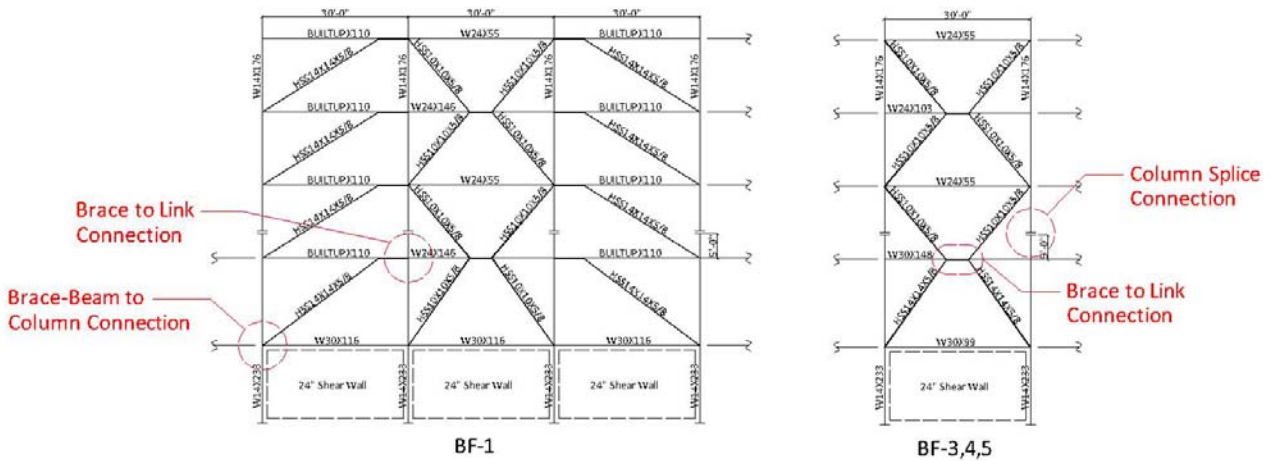 30'-0" 30'-0" 30'-0" 30'-0"
BUILTUPX110 W24X55 BUILTUPX110 W24X55
W14X176 HSS14X14X5/8 W14X176 HSS10X10X5/8 HSS10X10X5/8 W14X176 HSS14X14X5/8 W14X176 W14X176 HSS10X10X5/8 HSS10X10X5/8 W14X176
BUILTUPX110 W24X146 BUILTUPX110 W24X103
HSS14X14X5/8 HSS10X10X5/8 HSS10X10X5/8 HSS14X14X5/8 HSS10X10X5/8 HSS10X10X5/8
BUILTUPX110 W24X55 BUILTUPX110 W24X55
HSS14X14X5/8 HSS10X10X5/8 HSS10X10X5/8 HSS14X14X5/8 HSS10X10X5/8 HSS10X10X5/8
Column Splice
Connection
Brace to Link
Connection
5'-0" 5'-0"
BUILTUPX110 W24X146 BUILTUPX110 W30X148
HSS14X14X5/8 HSS10X10X5/8 HSS10X10X5/8 HSS14X14X5/8 HSS14X14X5/8 HSS14X14X5/8
Brace to Link
Connection
Brace-Beam to
Column Connection
W30X116 W30X116 W30X116 W30X99
W14X233 24" Shear Wall W14X233 24" Shear Wall W14X233 24" Shear Wall W14X233 W14X233 24" Shear Wall W14X233
BF-1 BF-3,4,5